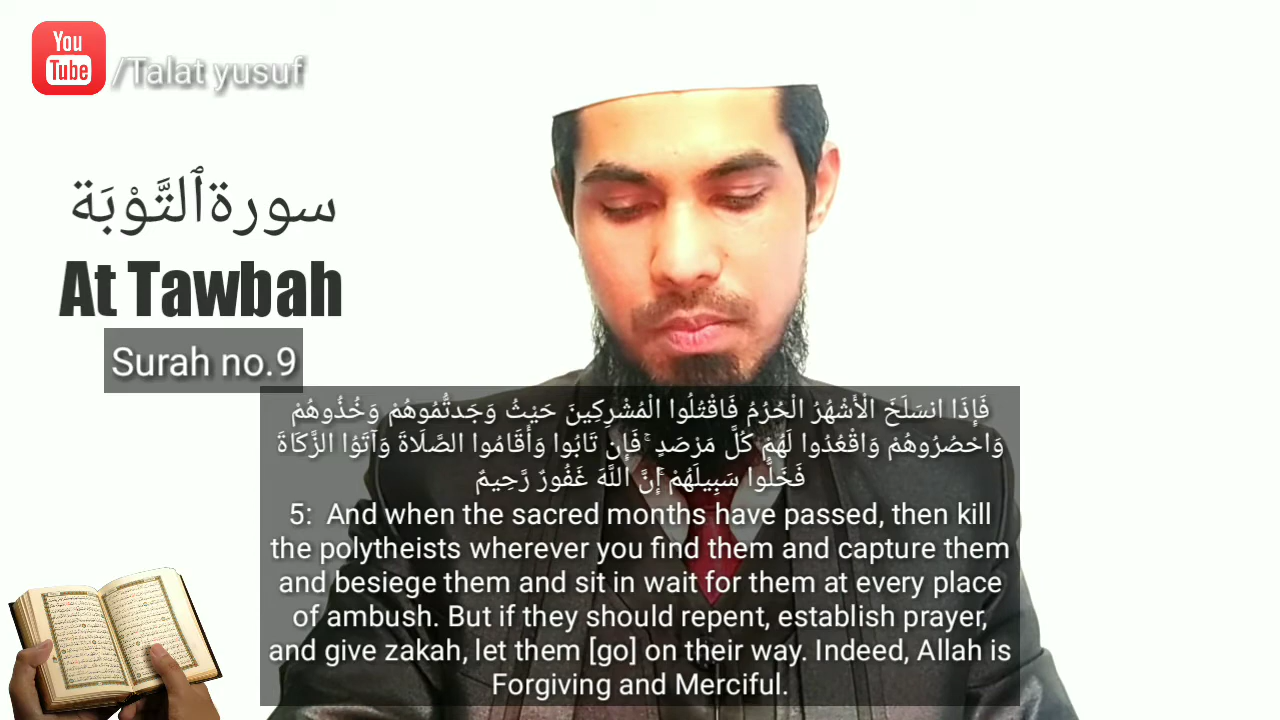 You
Tube
/Talat yusuf
سورةٱلتَّوْبَة
At Tawbah
Surah no.9
فَإِذَا انسَلَخَ الْأَشْهُرُ الْحُرُمُ فَاقْتُلُوا الْمُشْرِكِينَ حَيْثُ وَجَدتُّمُوهُمْ وَخُذُوهُمْ
وَاحْصُرُوهُمْ وَاقْعُدُوا لَهُمْ كُلَّ مَرْصَدٍ ۚ فَإِن تَابُوا وَأَقَامُوا الصَّلَاةَ وَآتَوُا الزَّكَاةَ
فَخَلُّوا سَبِيلَهُمْ ۚ إِنَّ اللَّهَ غَفُورٌ رَّحِيمٌ
5:  And when the sacred months have passed, then kill
the polytheists wherever you find them and capture them
and besiege them and sit in wait for them at every place
of ambush. But if they should repent, establish prayer,
and give zakah, let them [go] on their way. Indeed, Allah is
Forgiving and Merciful.